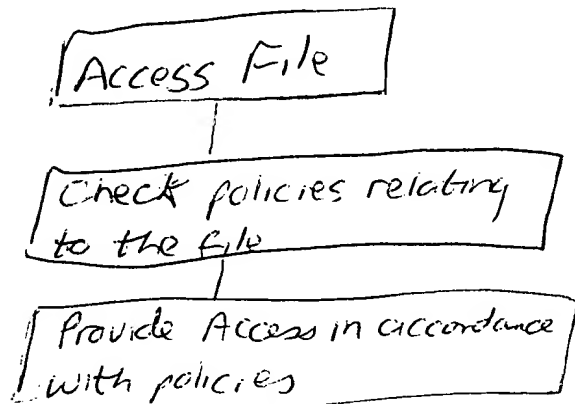 Access File
Check policies relating
to the file
Provide Access in accordance
with policies